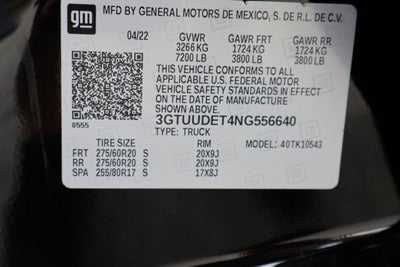 gm
MFD BY GENERAL MOTORS DE MEXICO, S. DE R.L. DE C.V.
04/22 GVWR GAWR FRT GAWR RR
3266 KG 1724 KG 1724 KG
7200 LB 3800 LB 3800 LB
THIS VEHICLE CONFORMS TO ALL
APPLICABLE U.S. FEDERAL MOTOR
VEHICLE SAFETY STANDARDS IN EFFECT
ON THE DATE OF MANUFACTURE
SHOWN ABOVE.
8555
3GTUUDET4NG556640
TYPE: TRUCK
TIRE SIZE RIM MODEL: 40TK10543
FRT 275/60R20 S 20X9J
RR 275/60R20 S 20X9J
SPA 255/80R17 S 17X8J